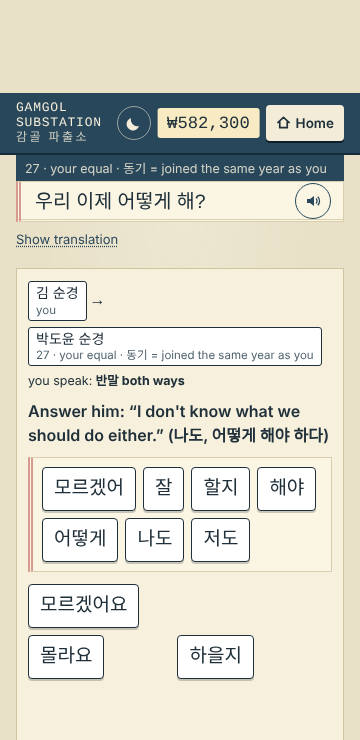 GAMGOL
SUBSTATION
감골 파출소
₩582,300
Home
27 · your equal · 동기 = joined the same year as you
우리 이제 어떻게 해?
Show translation
김 순경
you
→
박도윤 순경
27 · your equal · 동기 = joined the same year as you
you speak: 반말 both ways
Answer him: “I don't know what we
should do either.” (나도, 어떻게 해야 하다)
모르겠어 잘 할지 해야
어떻게 나도 저도
모르겠어요
몰라요 하을지